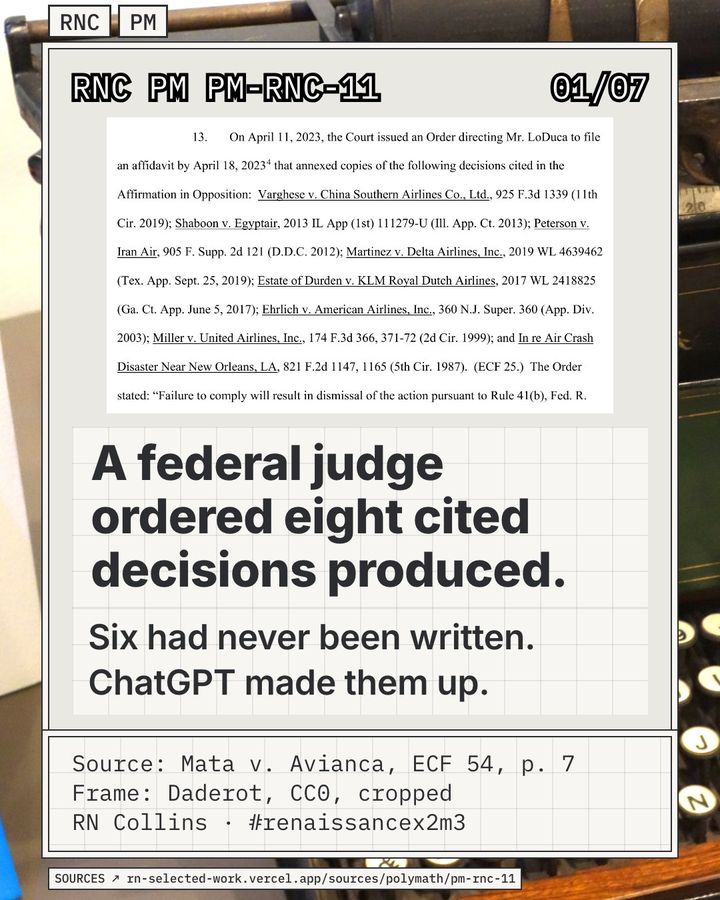 RNC PM
RNC PM PM-RNC-11 01/07
13. On April 11, 2023, the Court issued an Order directing Mr. LoDuca to file
an affidavit by April 18, 2023⁴ that annexed copies of the following decisions cited in the
Affirmation in Opposition: Varghese v. China Southern Airlines Co., Ltd., 925 F.3d 1339 (11th
Cir. 2019); Shaboon v. Egyptair, 2013 IL App (1st) 111279-U (Ill. App. Ct. 2013); Peterson v.
Iran Air, 905 F. Supp. 2d 121 (D.D.C. 2012); Martinez v. Delta Airlines, Inc., 2019 WL 4639462
(Tex. App. Sept. 25, 2019); Estate of Durden v. KLM Royal Dutch Airlines, 2017 WL 2418825
(Ga. Ct. App. June 5, 2017); Ehrlich v. American Airlines, Inc., 360 N.J. Super. 360 (App. Div.
2003); Miller v. United Airlines, Inc., 174 F.3d 366, 371-72 (2d Cir. 1999); and In re Air Crash
Disaster Near New Orleans, LA, 821 F.2d 1147, 1165 (5th Cir. 1987). (ECF 25.) The Order
stated: “Failure to comply will result in dismissal of the action pursuant to Rule 41(b), Fed. R.
A federal judge
ordered eight cited
decisions produced.
Six had never been written.
ChatGPT made them up.
Source: Mata v. Avianca, ECF 54, p. 7
Frame: Daderot, CC0, cropped
RN Collins · #renaissancex2m3
SOURCES ↗ rn-selected-work.vercel.app/sources/polymath/pm-rnc-11
J
N